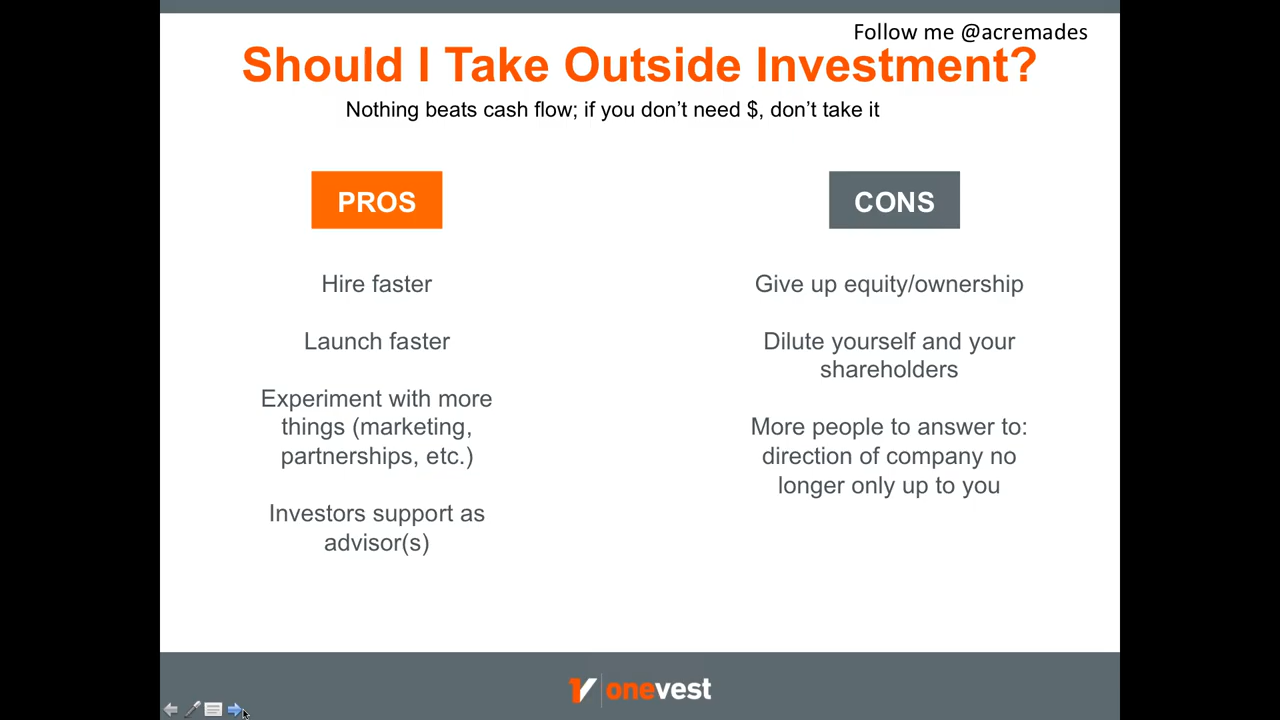 Follow me @acremades
Should I Take Outside Investment?
Nothing beats cash flow; if you don’t need $, don’t take it
PROS
Hire faster
Launch faster
Experiment with more
things (marketing,
partnerships, etc.)
Investors support as
advisor(s)
CONS
Give up equity/ownership
Dilute yourself and your
shareholders
More people to answer to:
direction of company no
longer only up to you
onevest